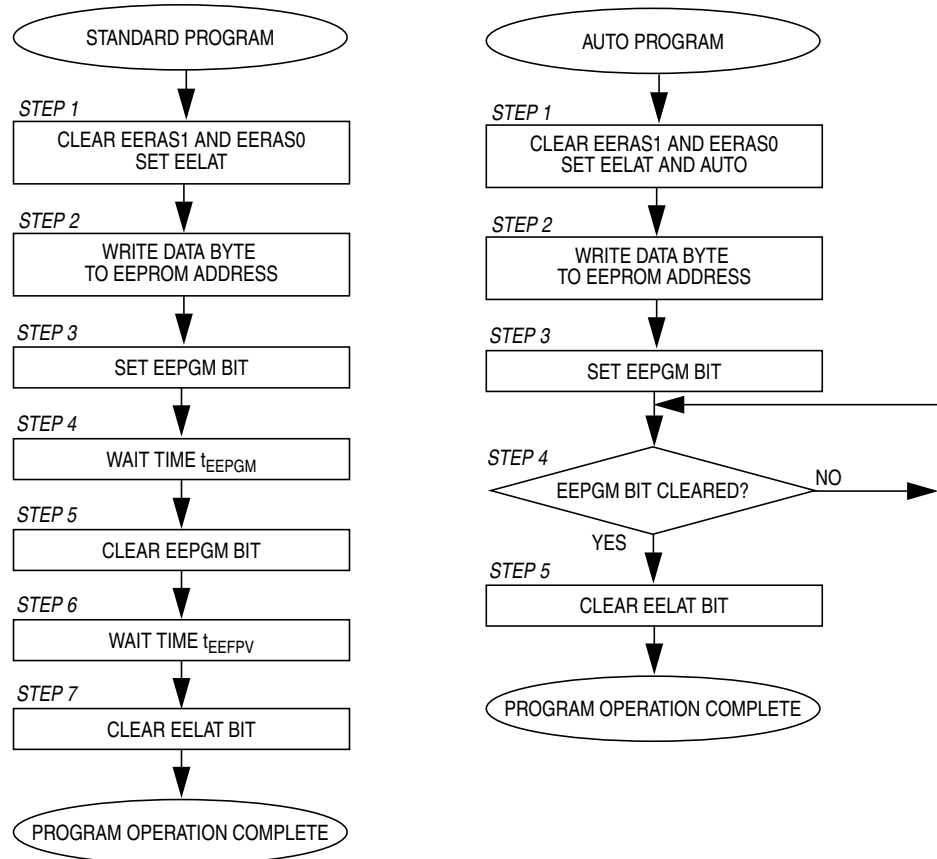 STANDARD PROGRAM
STEP 1
CLEAR EERAS1 AND EERAS0
SET EELAT
STEP 2
WRITE DATA BYTE
TO EEPROM ADDRESS
STEP 3
SET EEPGM BIT
STEP 4
WAIT TIME tEEPGM
STEP 5
CLEAR EEPGM BIT
STEP 6
WAIT TIME tEEFPV
STEP 7
CLEAR EELAT BIT
PROGRAM OPERATION COMPLETE
AUTO PROGRAM
STEP 1
CLEAR EERAS1 AND EERAS0
SET EELAT AND AUTO
STEP 2
WRITE DATA BYTE
TO EEPROM ADDRESS
STEP 3
SET EEPGM BIT
STEP 4
EEPGM BIT CLEARED?
NO
YES
STEP 5
CLEAR EELAT BIT
PROGRAM OPERATION COMPLETE